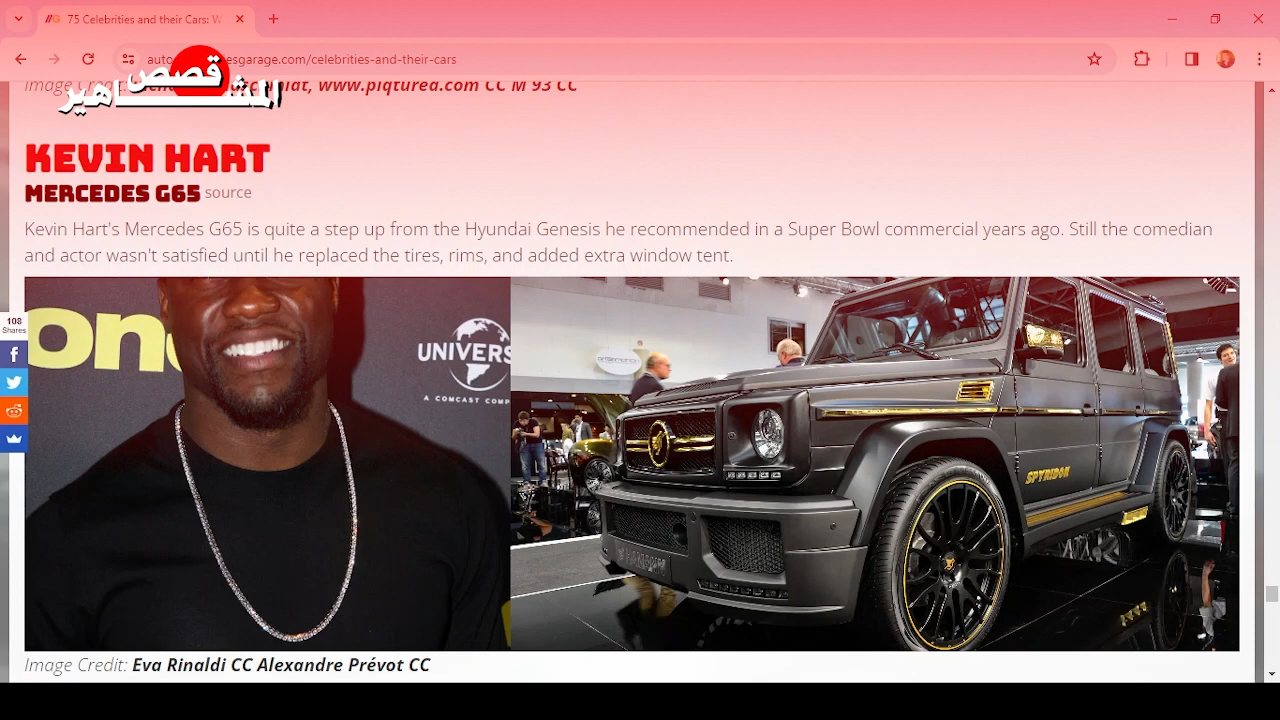 75 Celebrities and their Cars: W
esgarage.com/celebrities-and-their-cars
قصص
المشاهير
Image Credit: www.piqtured.com CC M 93 CC
KEVIN HART
MERCEDES G65 source
Kevin Hart's Mercedes G65 is quite a step up from the Hyundai Genesis he recommended in a Super Bowl commercial years ago. Still the comedian
and actor wasn't satisfied until he replaced the tires, rims, and added extra window tent.
108
Shares
one
UNIVERS
A COMCAST COMP
SPYRIDON
HAMANN
Image Credit: Eva Rinaldi CC Alexandre Prévot CC